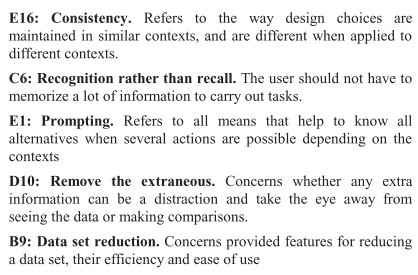 E16: Consistency. Refers to the way design choices are
maintained in similar contexts, and are different when applied to
different contexts.
C6: Recognition rather than recall. The user should not have to
memorize a lot of information to carry out tasks.
E1: Prompting. Refers to all means that help to know all
alternatives when several actions are possible depending on the
contexts
D10: Remove the extraneous. Concerns whether any extra
information can be a distraction and take the eye away from
seeing the data or making comparisons.
B9: Data set reduction. Concerns provided features for reducing
a data set, their efficiency and ease of use